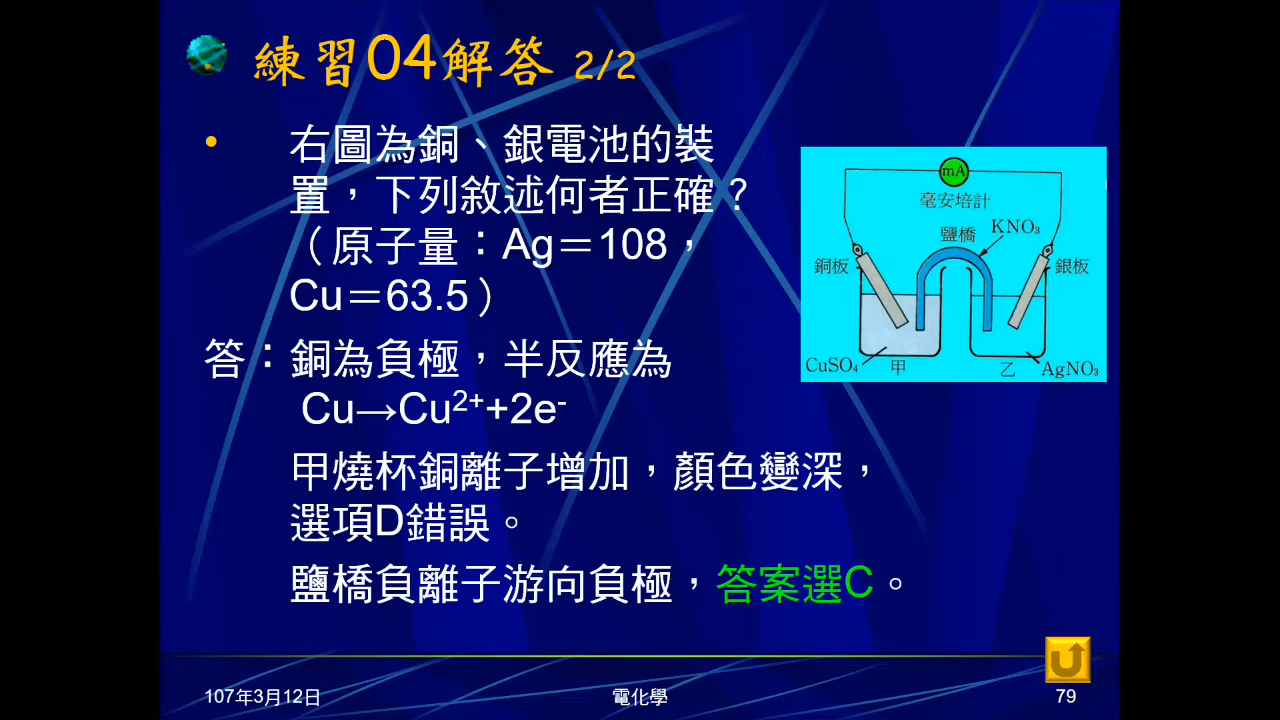 練習04解答 2/2
• 右圖為銅、銀電池的裝
置，下列敘述何者正確？
（原子量：Ag＝108，
Cu＝63.5）
答：銅為負極，半反應為
Cu→Cu²⁺+2e⁻
甲燒杯銅離子增加，顏色變深，
選項D錯誤。
鹽橋負離子游向負極，答案選C。
mA
毫安培計
鹽橋
KNO₃
銅板
銀板
CuSO₄
甲
乙
AgNO₃
107年3月12日
電化學
79